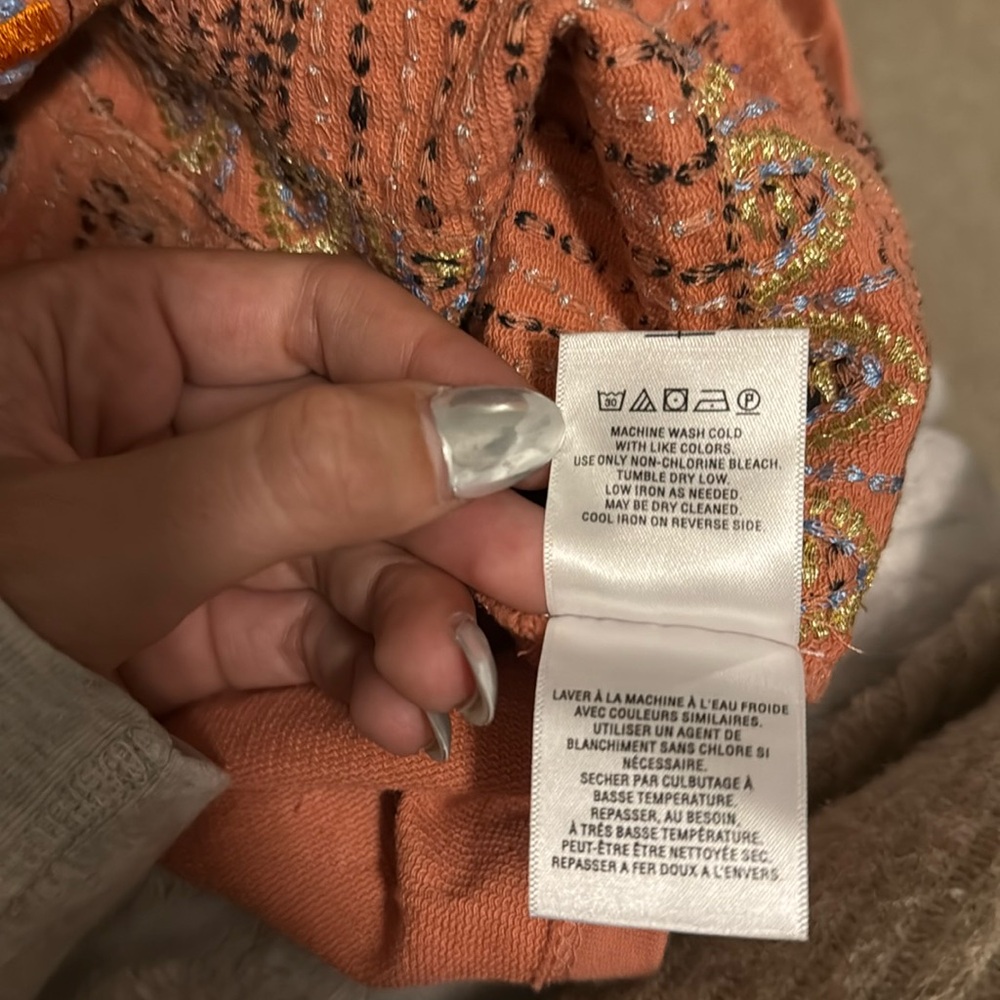 30 P
MACHINE WASH COLD
WITH LIKE COLORS.
USE ONLY NON-CHLORINE BLEACH.
TUMBLE DRY LOW.
LOW IRON AS NEEDED.
MAY BE DRY CLEANED.
COOL IRON ON REVERSE SIDE.
LAVER À LA MACHINE À L'EAU FROIDE
AVEC COULEURS SIMILAIRES.
UTILISER UN AGENT DE
BLANCHIMENT SANS CHLORE SI
NÉCESSAIRE.
SECHER PAR CULBUTAGE À
BASSE TEMPERATURE.
REPASSER, AU BESOIN,
À TRÈS BASSE TEMPÉRATURE.
PEUT-ÊTRE ÊTRE NETTOYÉE SEC.
REPASSER A FER DOUX A L'ENVERS.